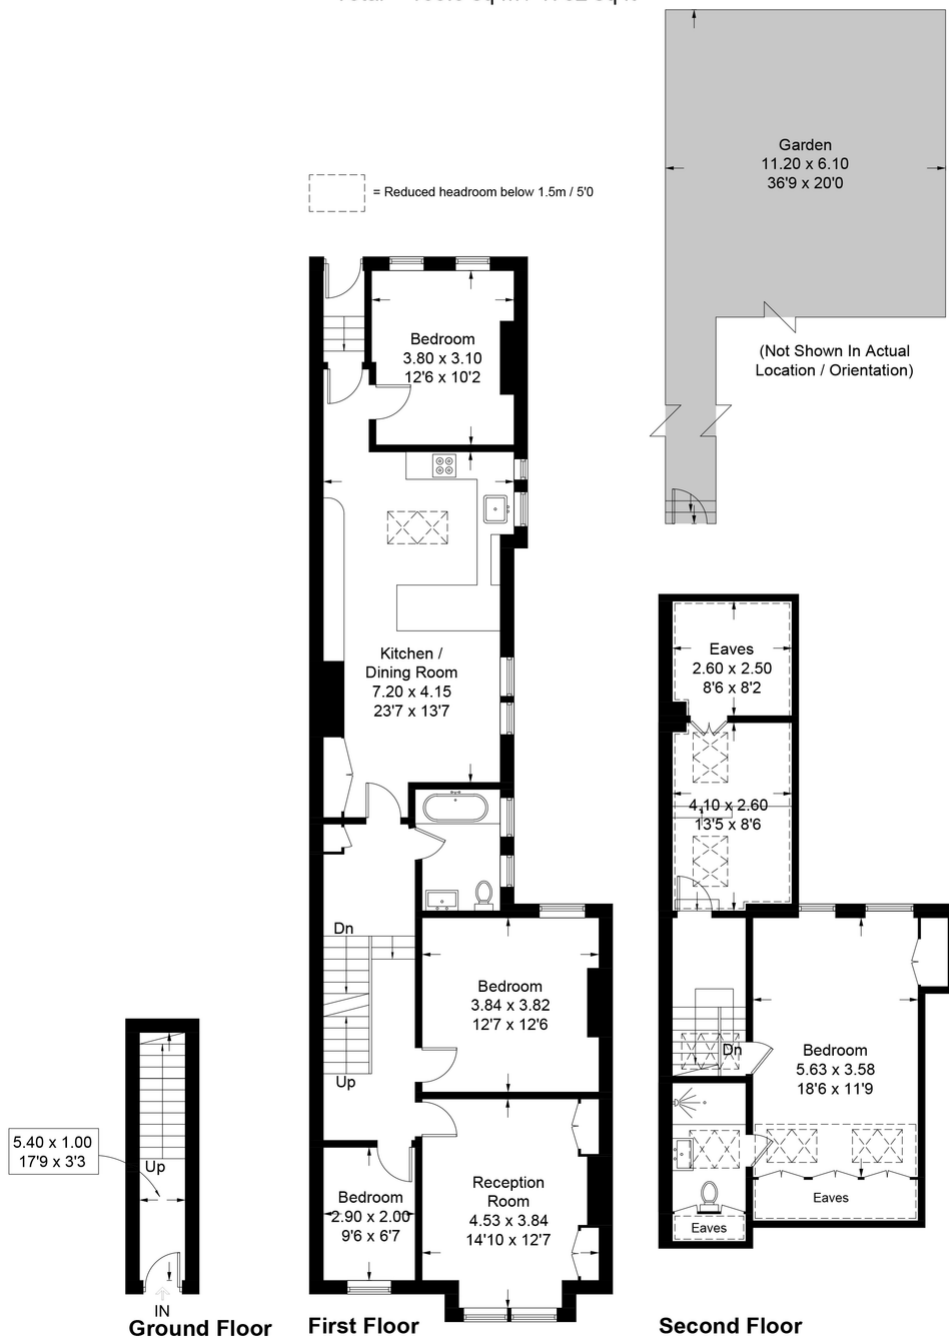 Garden
11.20 x 6.10
36'9 x 20'0
= Reduced headroom below 1.5m / 5'0
(Not Shown In Actual
Location / Orientation)
Bedroom
3.80 x 3.10
12'6 x 10'2
Kitchen /
Dining Room
7.20 x 4.15
23'7 x 13'7
Eaves
2.60 x 2.50
8'6 x 8'2
4.10 x 2.60
13'5 x 8'6
Dn
Up
Bedroom
3.84 x 3.82
12'7 x 12'6
Dn
Bedroom
5.63 x 3.58
18'6 x 11'9
Eaves
Eaves
5.40 x 1.00
17'9 x 3'3
Up
IN
Bedroom
2.90 x 2.00
9'6 x 6'7
Reception
Room
4.53 x 3.84
14'10 x 12'7
Ground Floor
First Floor
Second Floor